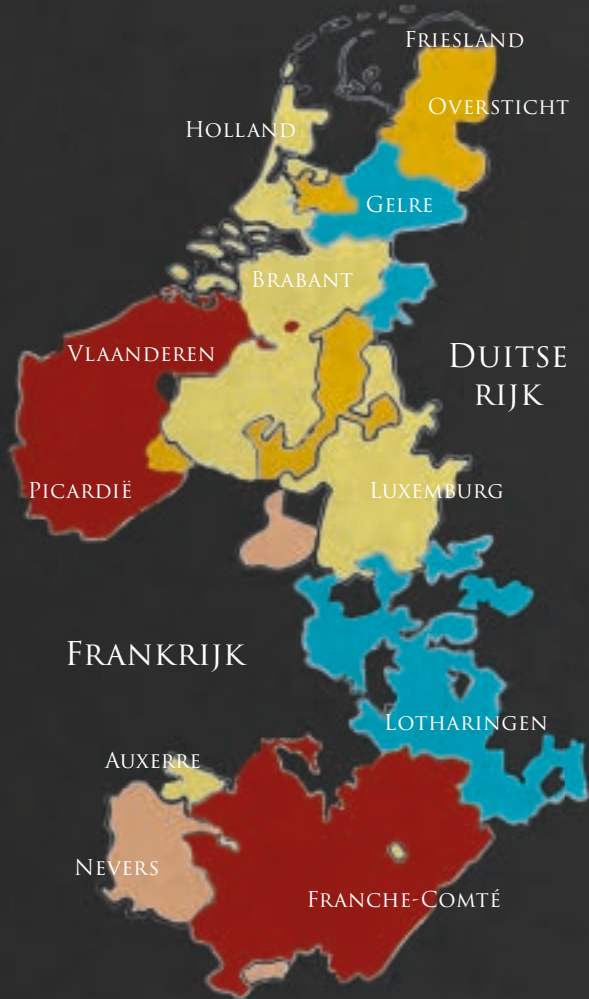 Friesland
Oversticht
Holland
Gelre
Brabant
Vlaanderen
Duitse
rijk
Picardië
Luxemburg
Frankrijk
Lotharingen
Auxerre
Nevers
Franche-Comté